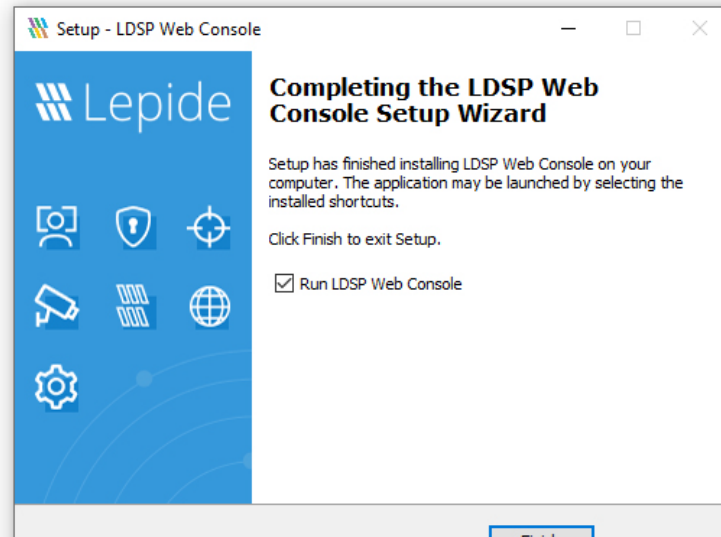 Setup - LDSP Web Console
Lepide
Completing the LDSP Web
Console Setup Wizard
Setup has finished installing LDSP Web Console on your
computer. The application may be launched by selecting the
installed shortcuts.
Click Finish to exit Setup.
Run LDSP Web Console
Finish